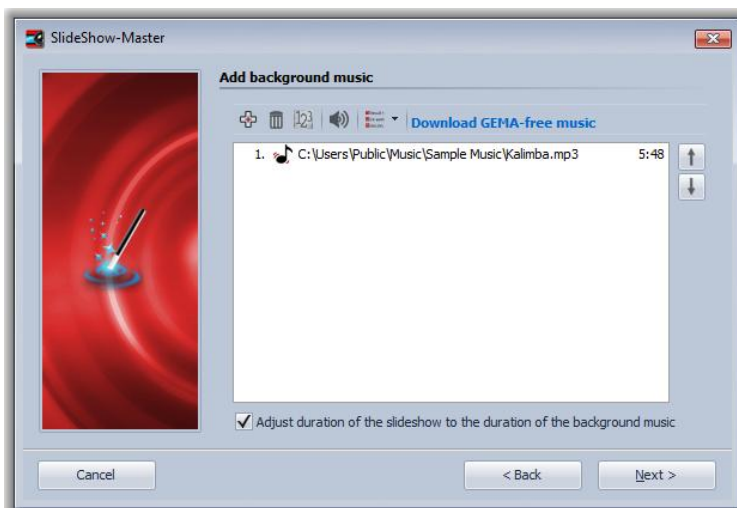 SlideShow-Master
Add background music
123 Download GEMA-free music
1. C:\Users\Public\Music\Sample Music\Kalimba.mp3 5:48
Adjust duration of the slideshow to the duration of the background music
Cancel < Back Next >